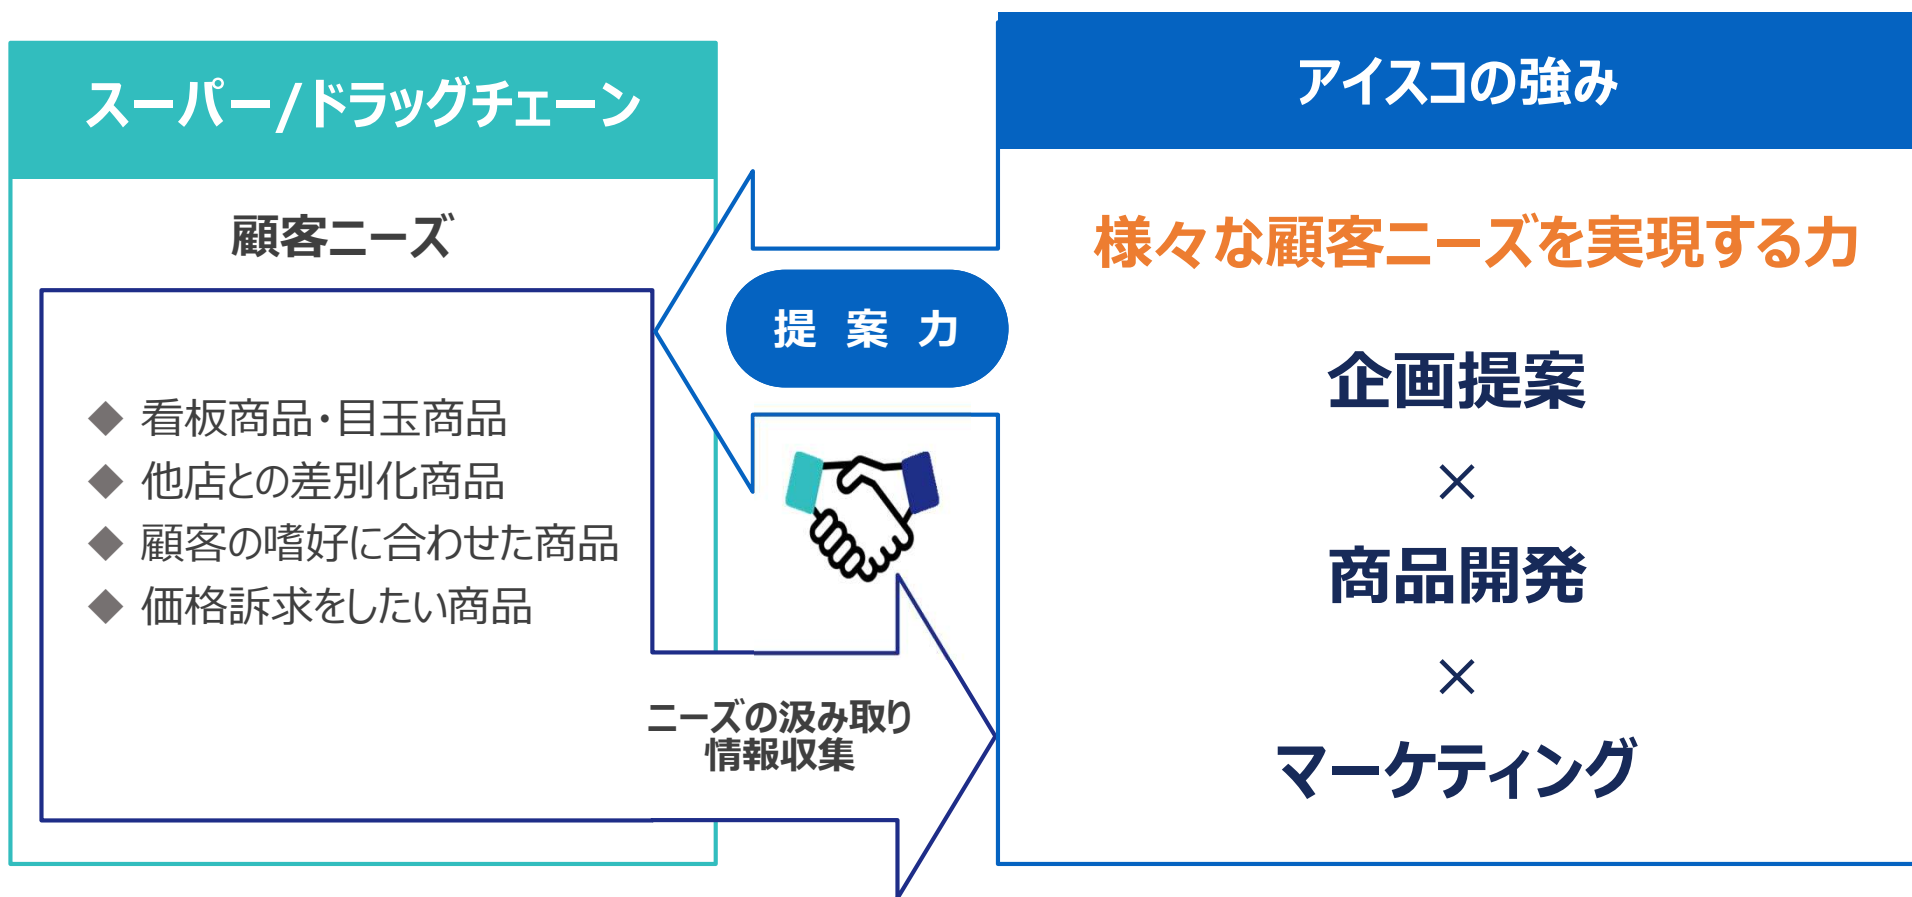 スーパー/ドラッグチェーン
顧客ニーズ
◆ 看板商品・目玉商品
◆ 他店との差別化商品
◆ 顧客の嗜好に合わせた商品
◆ 価格訴求をしたい商品
提 案 力
ニーズの汲み取り
情報収集
アイスコの強み
様々な顧客ニーズを実現する力
企画提案
×
商品開発
×
マーケティング